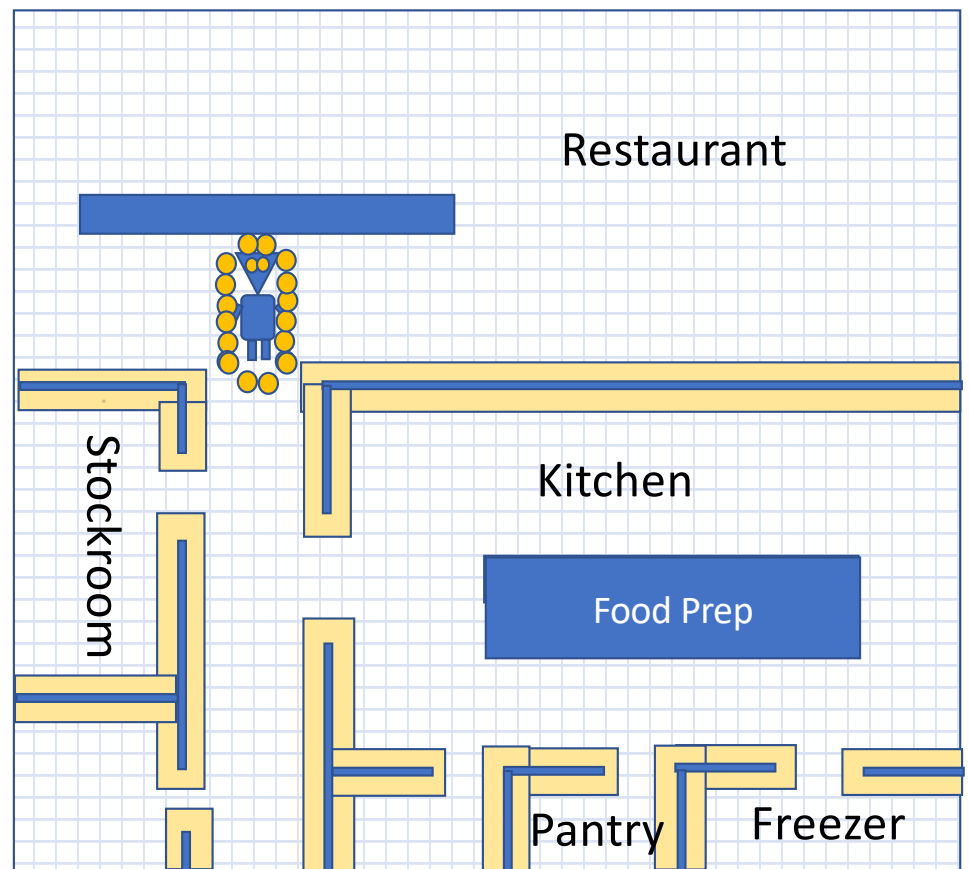 Restaurant
Stockroom
Kitchen
Food Prep
Pantry
Freezer